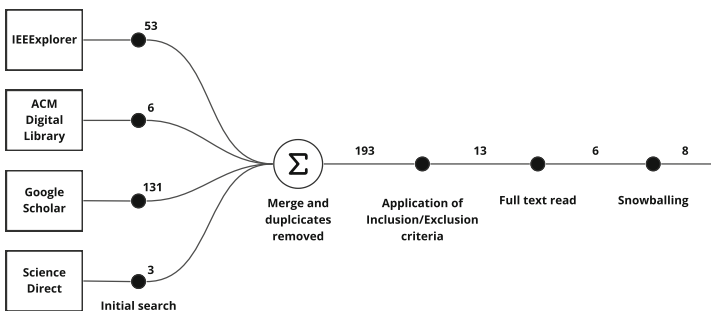 IEEExplorer
53
ACM
Digital
Library
6
Google
Scholar
131
Science
Direct
3
Initial search
Σ
Merge and
duplcicates
removed
193
Application of
Inclusion/Exclusion
criteria
13
Full text read
6
Snowballing
8